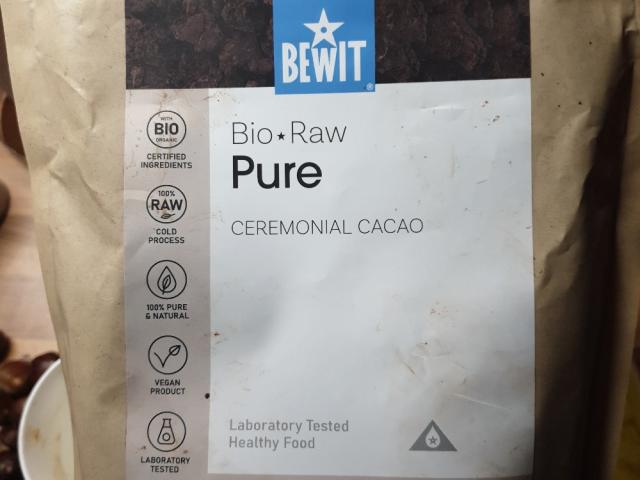 BEWIT
®
Bio★Raw
Pure
CEREMONIAL CACAO
WITH
BIO
ORGANIC
CERTIFIED
INGREDIENTS
100%
RAW
COLD
PROCESS
100% PURE
& NATURAL
VEGAN
PRODUCT
LABORATORY
TESTED
Laboratory Tested
Healthy Food